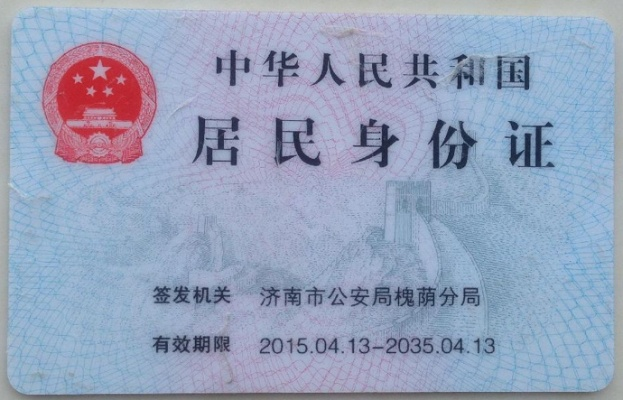 中华人民共和国
居民身份证
签发机关 济南市公安局槐荫分局
有效期限 2015.04.13-2035.04.13